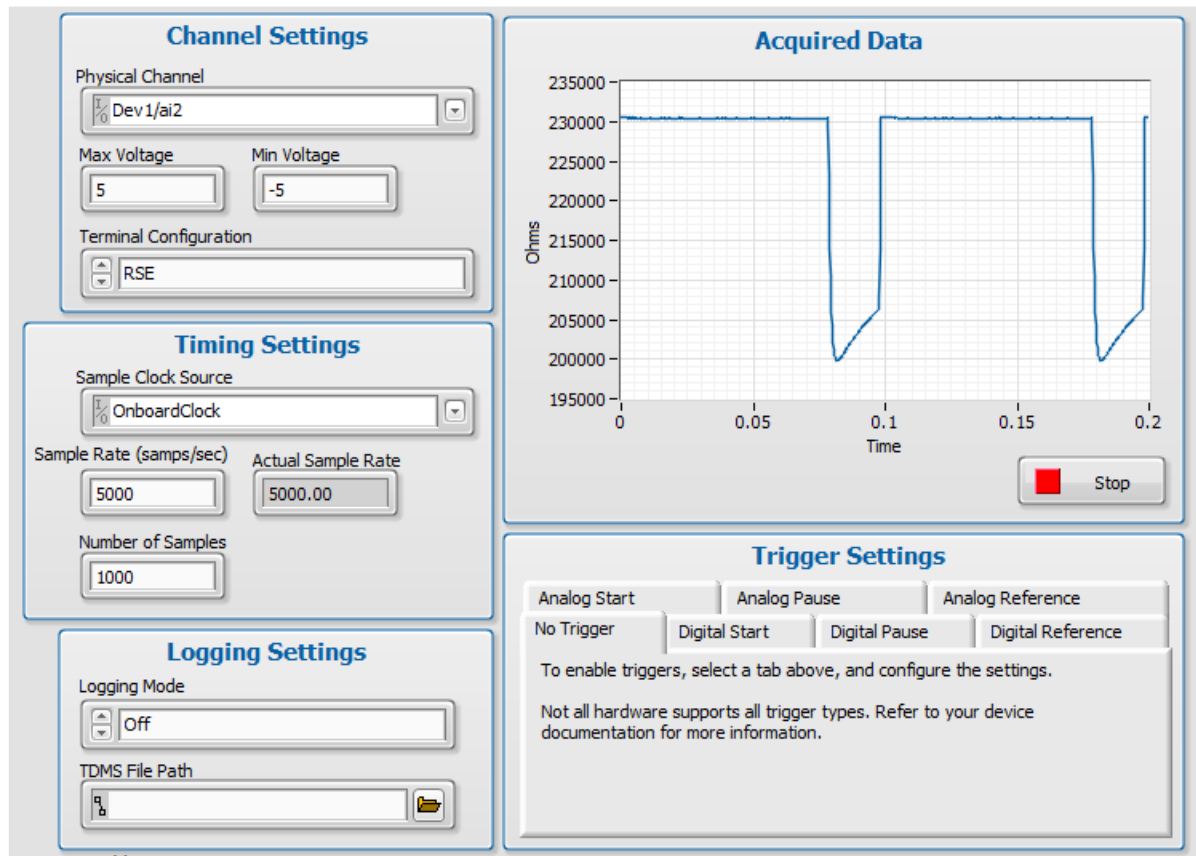 Channel Settings
Physical Channel
I/O Dev1/ai2
Max Voltage Min Voltage
5 -5
Terminal Configuration
RSE
Timing Settings
Sample Clock Source
I/O OnboardClock
Sample Rate (samps/sec) Actual Sample Rate
5000 5000.00
Number of Samples
1000
Logging Settings
Logging Mode
Off
TDMS File Path
Acquired Data
235000
230000
225000
220000
215000
210000
205000
200000
195000
Ohms
0 0.05 0.1 0.15 0.2
Time
Stop
Trigger Settings
Analog Start Analog Pause Analog Reference
No Trigger Digital Start Digital Pause Digital Reference
To enable triggers, select a tab above, and configure the settings.
Not all hardware supports all trigger types. Refer to your device
documentation for more information.